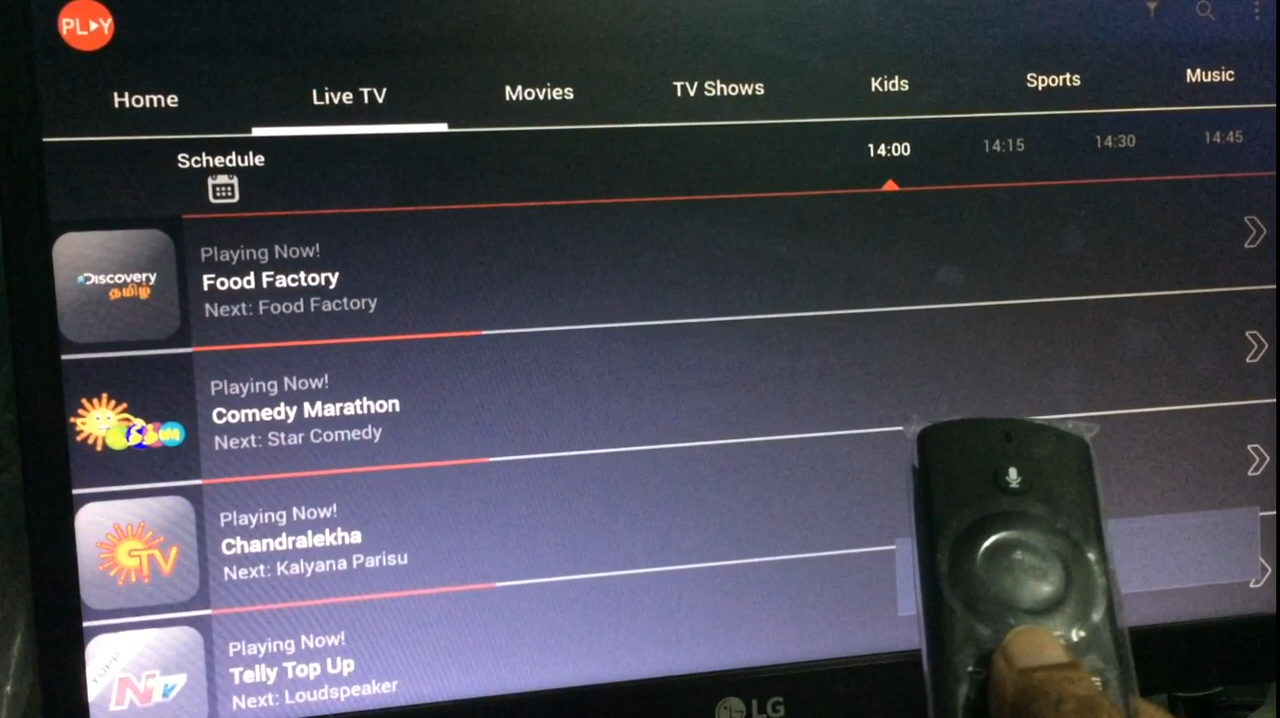 PLAY
Home Live TV Movies TV Shows Kids Sports Music
Schedule
14:00 14:15 14:30 14:45
Discovery
தமிழ்
Playing Now!
Food Factory
Next: Food Factory
Playing Now!
Comedy Marathon
Next: Star Comedy
TV
Playing Now!
Chandralekha
Next: Kalyana Parisu
YUPP
NTV
Playing Now!
Telly Top Up
Next: Loudspeaker
LG